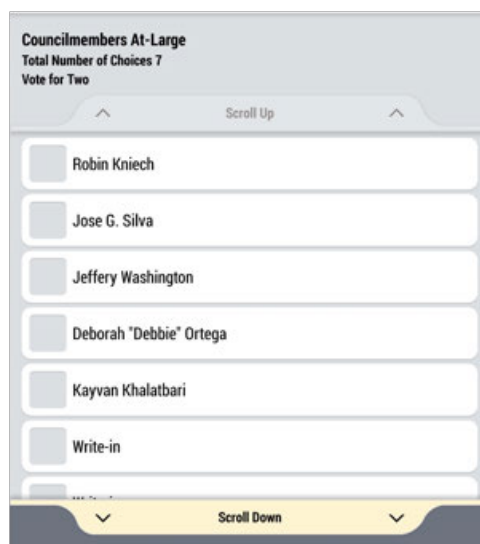 Councilmembers At-Large
Total Number of Choices 7
Vote for Two
Scroll Up
Robin Kniech
Jose G. Silva
Jeffery Washington
Deborah "Debbie" Ortega
Kayvan Khalatbari
Write-in
Scroll Down